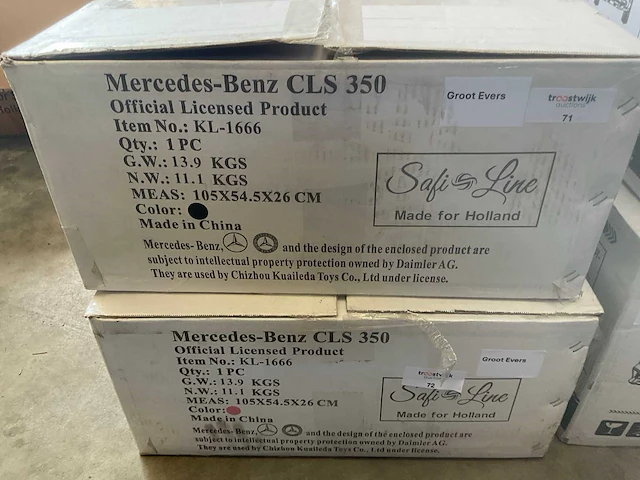 Mercedes-Benz CLS 350
Official Licensed Product
Item No.: KL-1666
Qty.: 1 PC
G.W.: 13.9 KGS
N.W.: 11.1 KGS
MEAS: 105X54.5X26 CM
Color:
Made in China
Mercedes-Benz, and the design of the enclosed product are
subject to intellectual property protection owned by Daimler AG.
They are used by Chizhou Kuaileda Toys Co., Ltd under license.
Groot Evers
troostwijk
auctions
71
Safi Line
Made for Holland
Mercedes-Benz CLS 350
Official Licensed Product
Item No.: KL-1666
Qty.: 1 PC
G.W.: 13.9 KGS
N.W.: 11.1 KGS
MEAS: 105X54.5X26 CM
Color:
Made in China
Mercedes-Benz, and the design of the enclosed product are
subject to intellectual property protection owned by Daimler AG.
They are used by Chizhou Kuaileda Toys Co., Ltd under license.
Groot Evers
troostwijk
72
Safi Line
Made for Holland